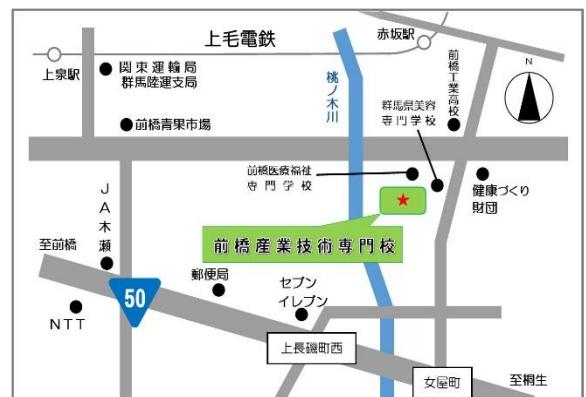 上毛電鉄
赤坂駅
上泉駅
関東運輸局
群馬陸運支局
桃ノ木川
前橋工業高校
N
群馬県美容
専門学校
前橋青果市場
前橋医療福祉
専門学校
健康づくり
財団
JA木瀬
前橋産業技術専門校
至前橋
郵便局
セブン
イレブン
50
NTT
上長磯町西
女屋町
至桐生